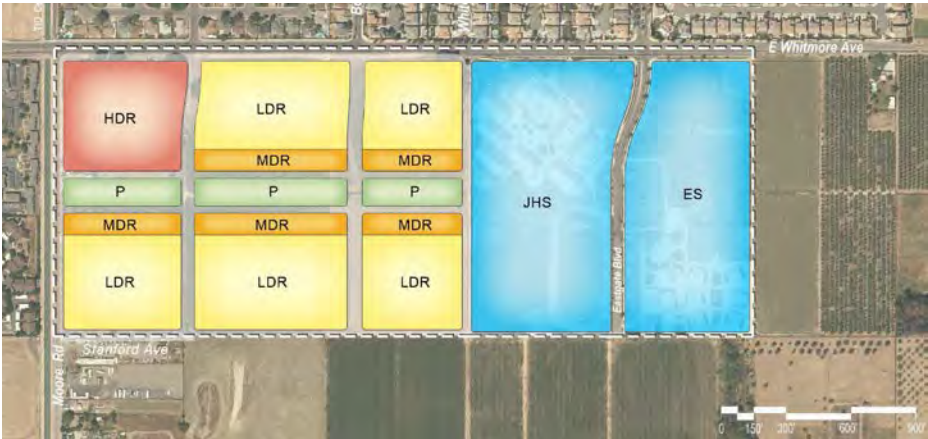 E Whitmore Ave
HDR
LDR
LDR
MDR
MDR
P
P
P
JHS
ES
MDR
MDR
MDR
LDR
LDR
LDR
Eastgate Blvd
Stanford Ave
Moore Rd
0 150' 300' 600' 900'